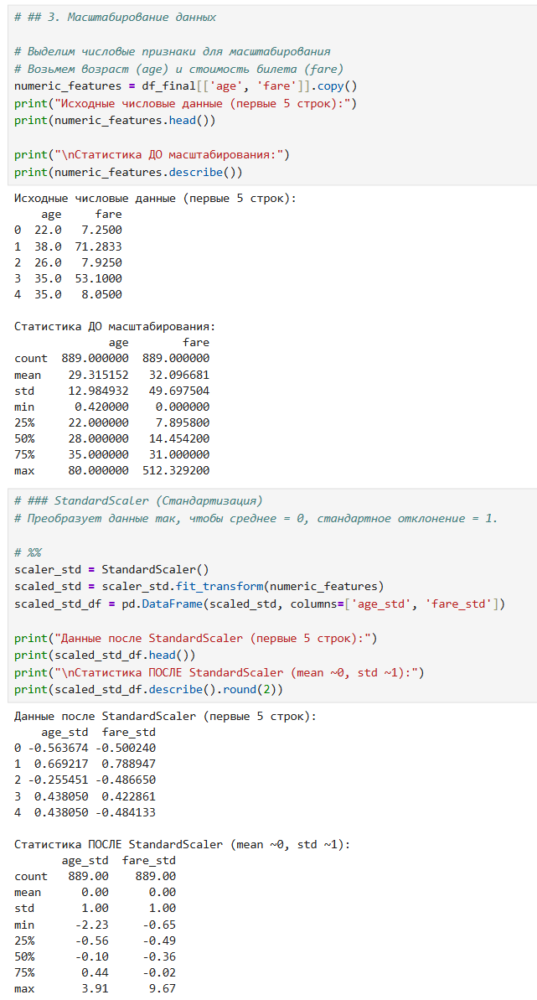 # ## 3. Масштабирование данных
# Выделим числовые признаки для масштабирования
# Возьмем возраст (age) и стоимость билета (fare)
numeric_features = df_final[['age', 'fare']].copy()
print("Исходные числовые данные (первые 5 строк):")
print(numeric_features.head())
print("\nСтатистика ДО масштабирования:")
print(numeric_features.describe())
Исходные числовые данные (первые 5 строк):
age fare
0 22.0 7.2500
1 38.0 71.2833
2 26.0 7.9250
3 35.0 53.1000
4 35.0 8.0500
Статистика ДО масштабирования:
age fare
count 889.000000 889.000000
mean 29.315152 32.096681
std 12.984932 49.697504
min 0.420000 0.000000
25% 22.000000 7.895800
50% 28.000000 14.454200
75% 35.000000 31.000000
max 80.000000 512.329200
# ### StandardScaler (Стандартизация)
# Преобразует данные так, чтобы среднее = 0, стандартное отклонение = 1.
# %%
scaler_std = StandardScaler()
scaled_std = scaler_std.fit_transform(numeric_features)
scaled_std_df = pd.DataFrame(scaled_std, columns=['age_std', 'fare_std'])
print("Данные после StandardScaler (первые 5 строк):")
print(scaled_std_df.head())
print("\nСтатистика ПОСЛЕ StandardScaler (mean ~0, std ~1):")
print(scaled_std_df.describe().round(2))
Данные после StandardScaler (первые 5 строк):
age_std fare_std
0 -0.563674 -0.500240
1 0.669217 0.788947
2 -0.255451 -0.486650
3 0.438050 0.422861
4 0.438050 -0.484133
Статистика ПОСЛЕ StandardScaler (mean ~0, std ~1):
age_std fare_std
count 889.00 889.00
mean 0.00 0.00
std 1.00 1.00
min -2.23 -0.65
25% -0.56 -0.49
50% -0.10 -0.36
75% 0.44 -0.02
max 3.91 9.67